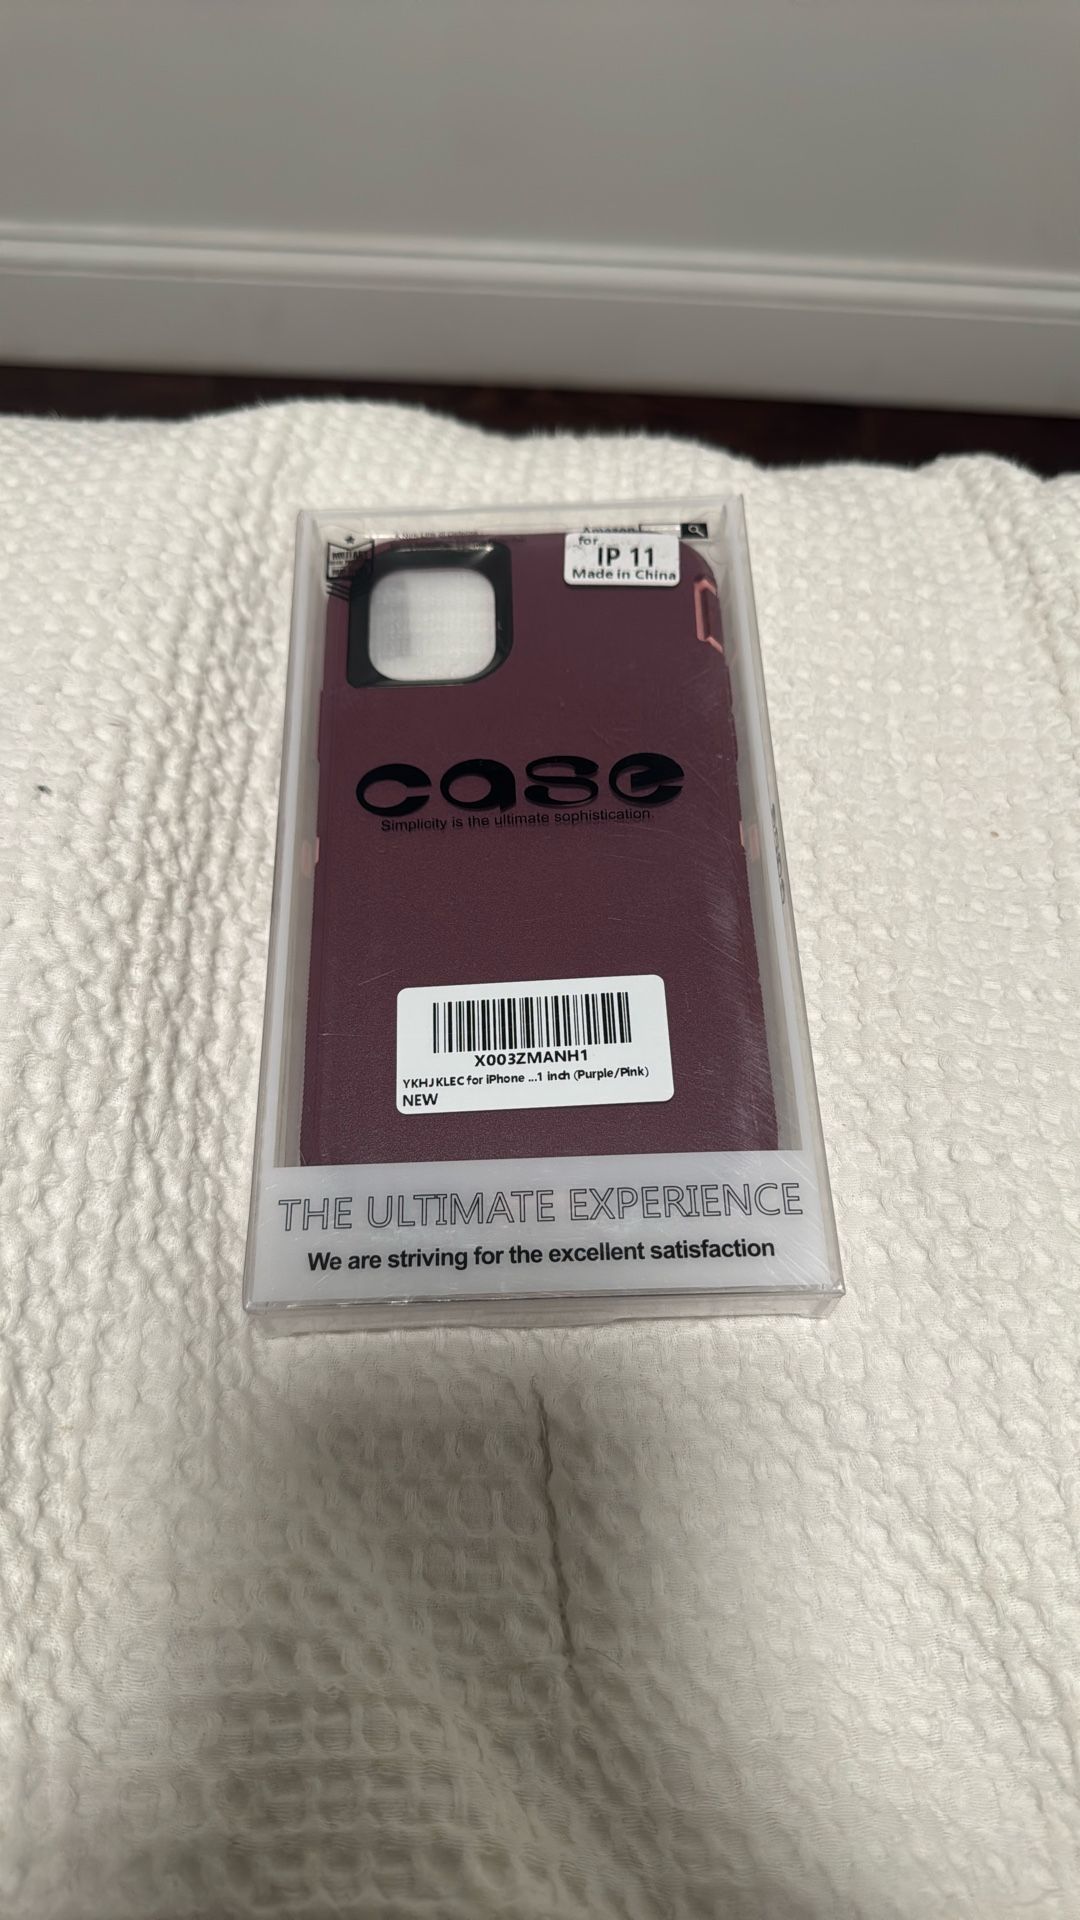 MILITARY
Amazon
for
IP 11
Made in China
case
Simplicity is the ultimate sophistication.
X003ZMANH1
YKHJKLEC for iPhone ...1 inch (Purple/Pink)
NEW
THE ULTIMATE EXPERIENCE
We are striving for the excellent satisfaction